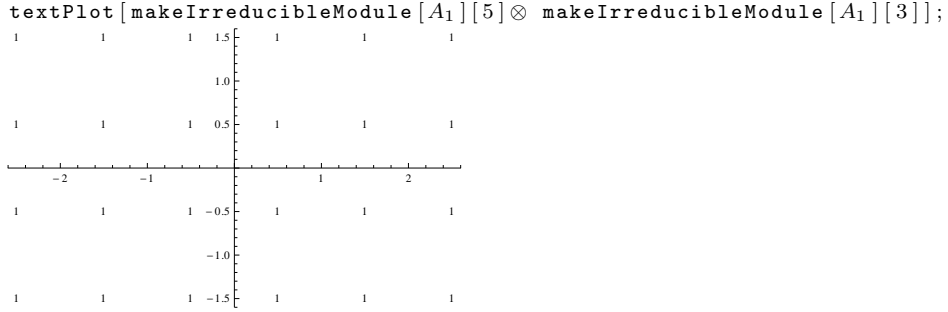 textPlot[makeIrreducibleModule[A₁][5]⊗ makeIrreducibleModule[A₁][3]];
1 1 1 1.5 1 1 1
1.0
1 1 1 0.5 1 1 1
−2 −1 1 2
1 1 1 −0.5 1 1 1
−1.0
1 1 1 −1.5 1 1 1